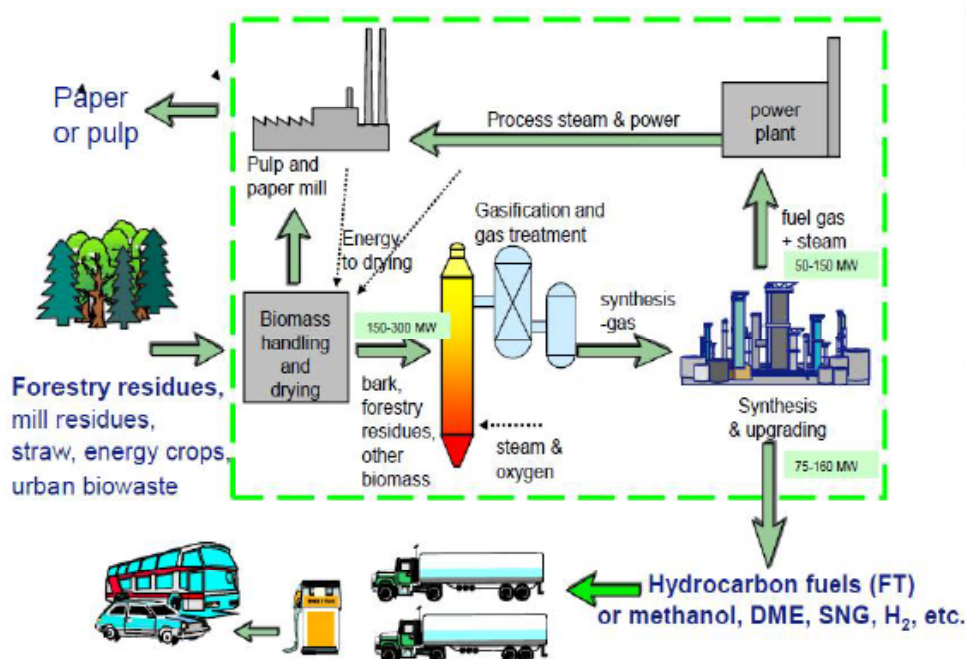 Paper
or pulp
Pulp and
paper mill
Process steam & power
power
plant
Energy
to drying
Gasification and
gas treatment
fuel gas
+ steam
50-150 MW
Biomass
handling
and
drying
150-300 MW
synthesis
-gas
Forestry residues,
mill residues,
straw, energy crops,
urban biowaste
bark,
forestry
residues,
other
biomass
steam &
oxygen
Synthesis
& upgrading
75-160 MW
Hydrocarbon fuels (FT)
or methanol, DME, SNG, H₂, etc.